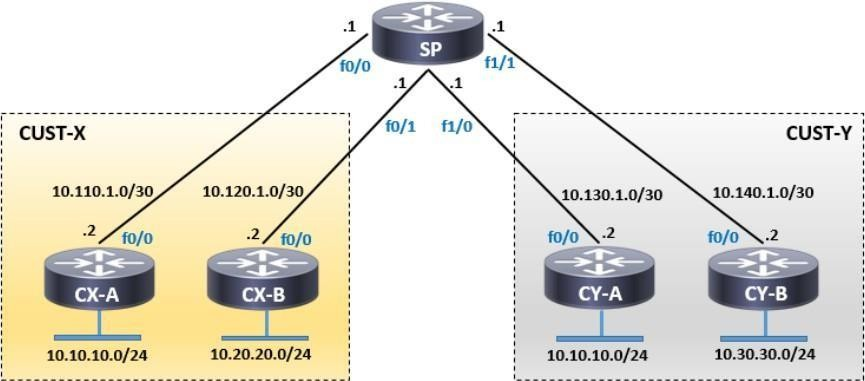 .1
SP
.1
f0/0
f1/1
.1
.1
CUST-X
f0/1
f1/0
CUST-Y
10.110.1.0/30
10.120.1.0/30
10.130.1.0/30
10.140.1.0/30
.2
f0/0
.2
f0/0
f0/0
.2
f0/0
.2
CX-A
CX-B
CY-A
CY-B
10.10.10.0/24
10.20.20.0/24
10.10.10.0/24
10.30.30.0/24